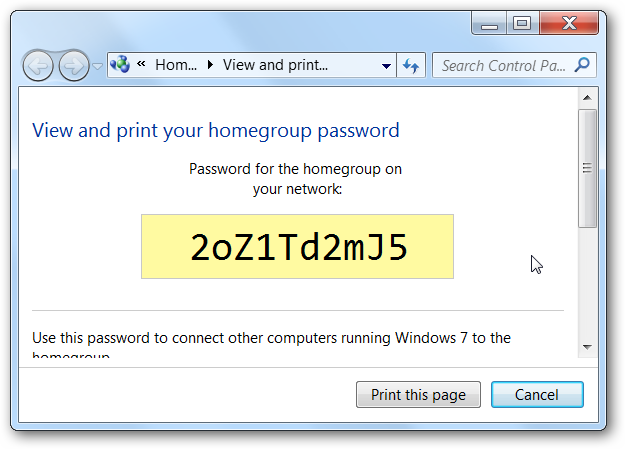 « Hom... ▸ View and print...
Search Control Pa...
View and print your homegroup password
Password for the homegroup on
your network:
2oZ1Td2mJ5
Use this password to connect other computers running Windows 7 to the
homegroup
Print this page
Cancel